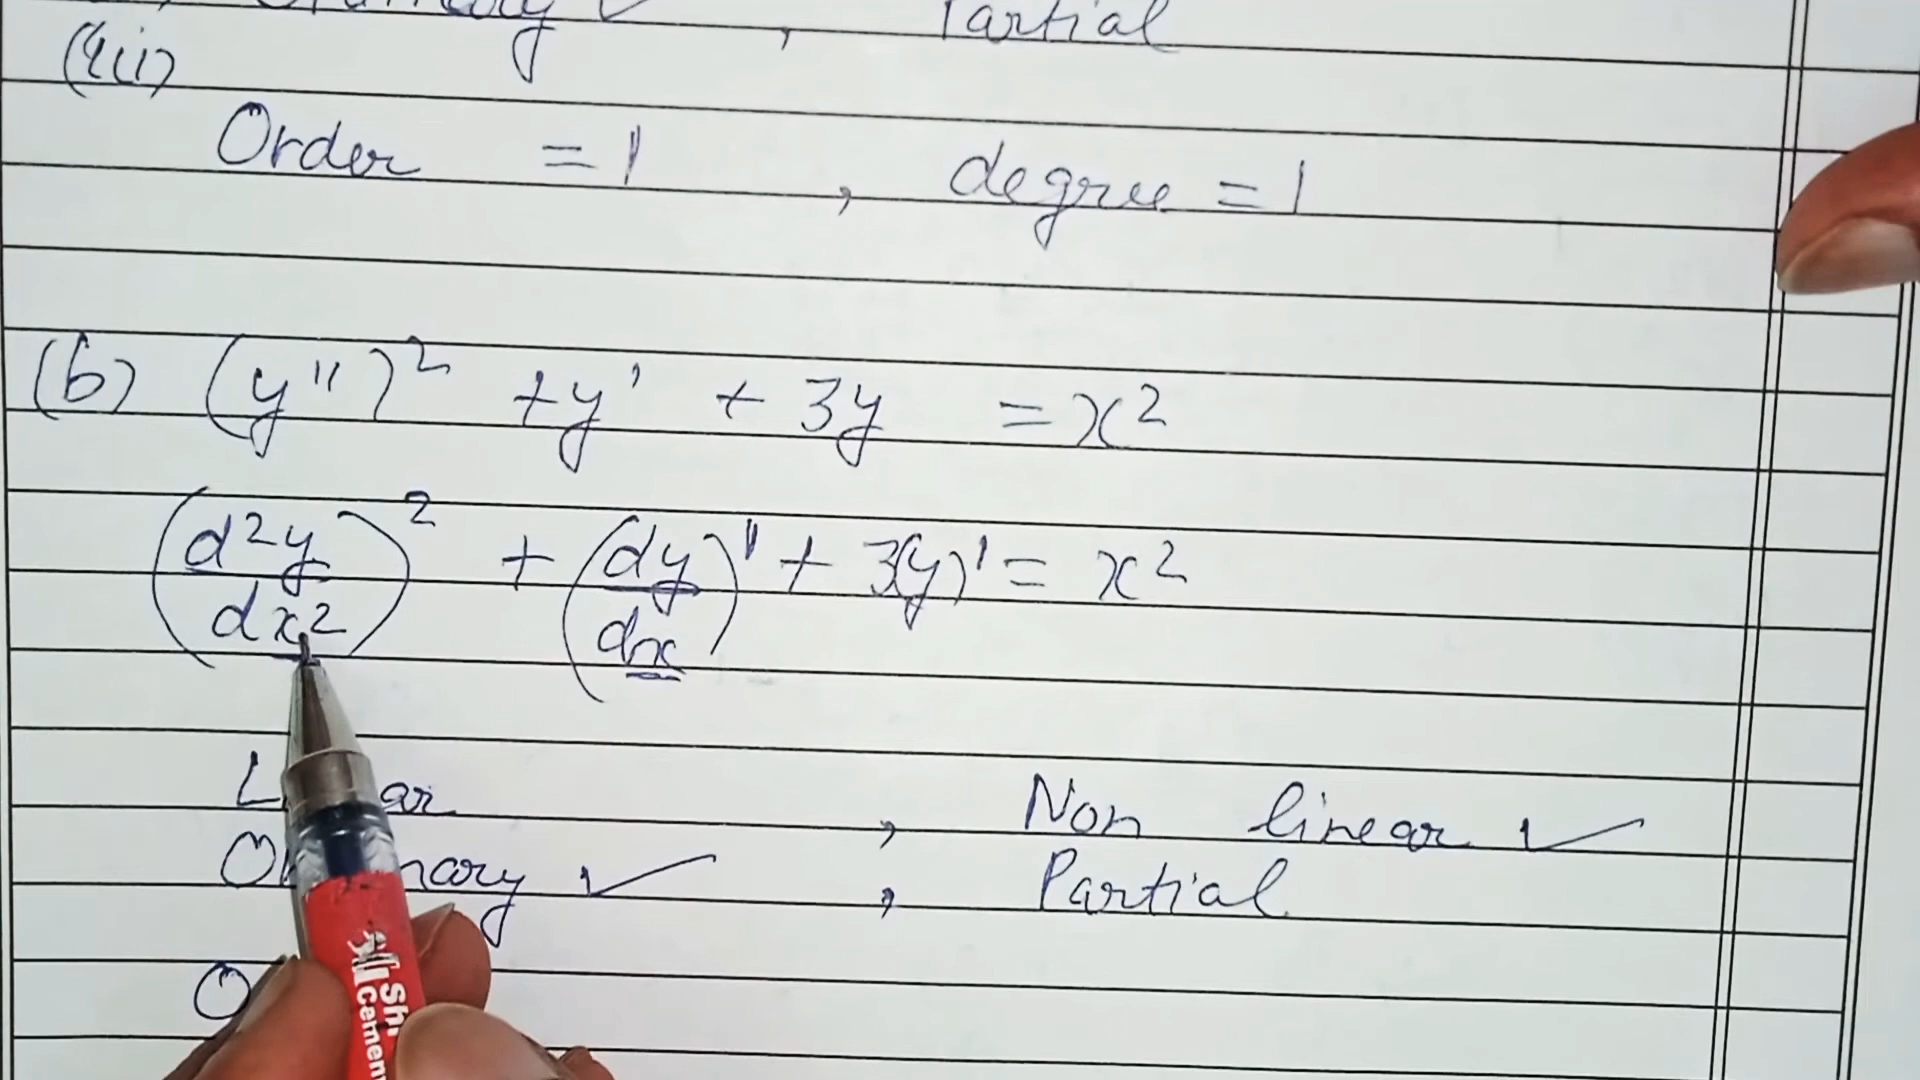 Partial
(iii)
Order = 1 , degree = 1
(b) (y'')² + y' + 3y = x²
(d²y/dx²)² + (dy/dx)¹ + 3(y)¹ = x²
, Non linear ✓
✓ , Partial